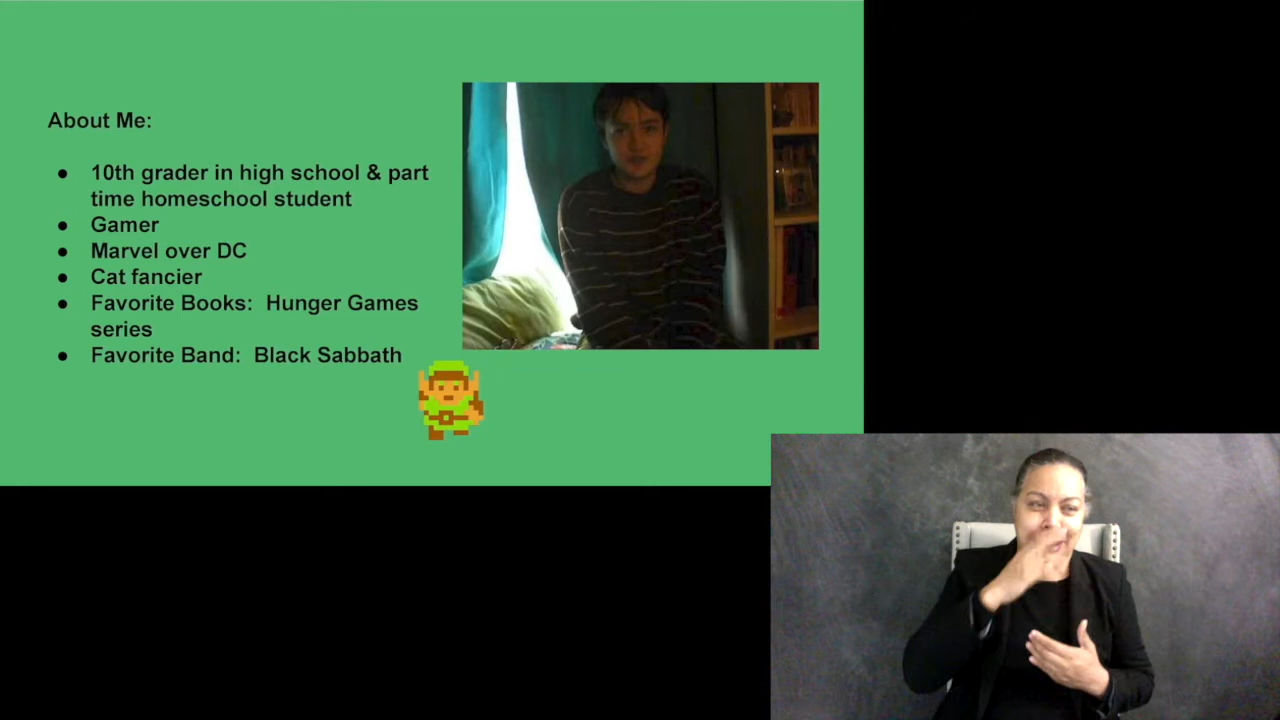 About Me:
● 10th grader in high school & part
time homeschool student
● Gamer
● Marvel over DC
● Cat fancier
● Favorite Books:  Hunger Games
series
● Favorite Band:  Black Sabbath